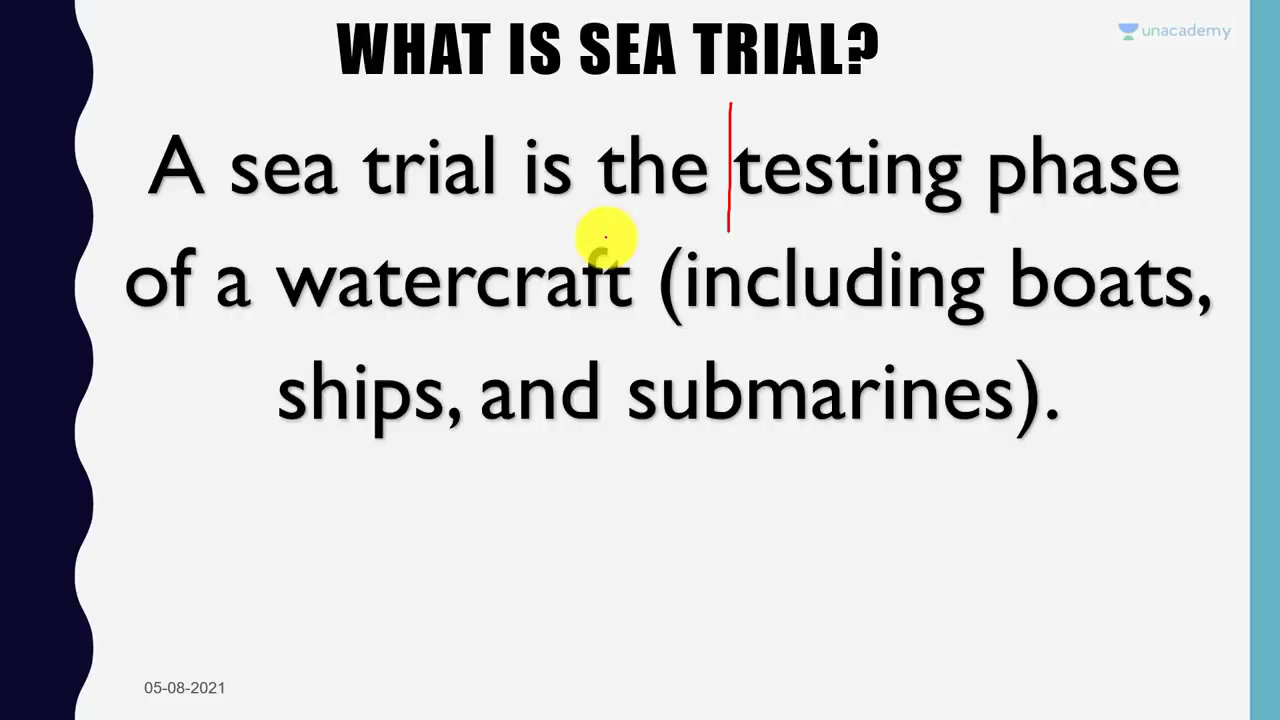 WHAT IS SEA TRIAL?
unacademy
A sea trial is the testing phase
of a watercraft (including boats,
ships, and submarines).
05-08-2021